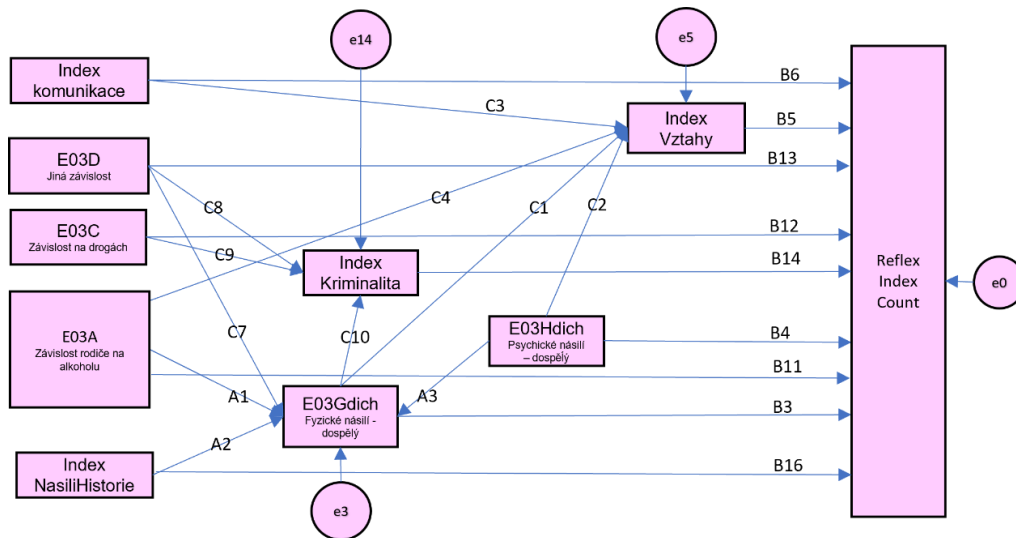 e14
e5
Index
komunikace
B6
C3
Index
Vztahy
B5
E03D
Jiná závislost
B13
C8
C4
C1
C2
E03C
Závislost na drogách
B12
C9
Index
Kriminalita
B14
Reflex
Index
Count
e0
E03A
Závislost rodiče na
alkoholu
C7
C10
E03Hdich
Psychické násilí
– dospělý
B4
B11
A1
E03Gdich
Fyzické násilí -
dospělý
A3
B3
A2
Index
NasiliHistorie
B16
e3